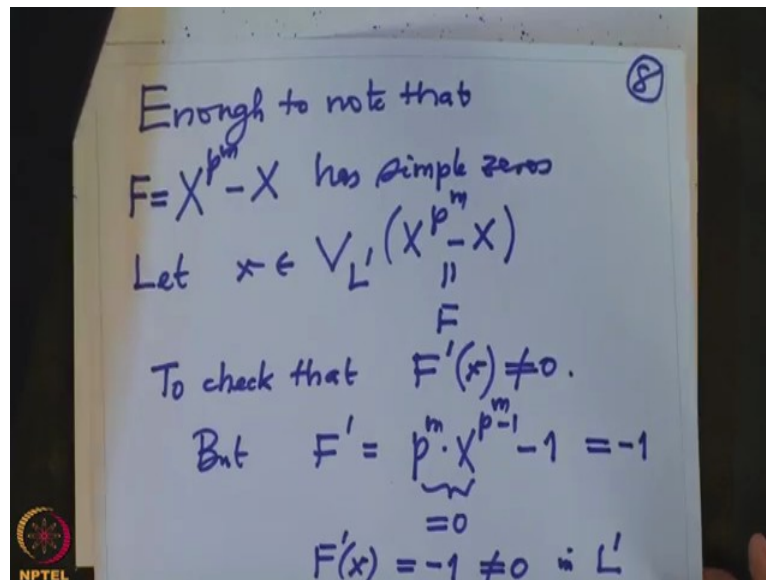 ⑧
Enough to note that
F = X^{p^m} - X has simple zeros
Let x ∈ V_{L'} (X^{p^m} - X)
॥
F
To check that F'(x) ≠ 0.
But F' = p^m · X^{p^m-1} - 1 = -1
= 0
F'(x) = -1 ≠ 0 in L'
NPTEL